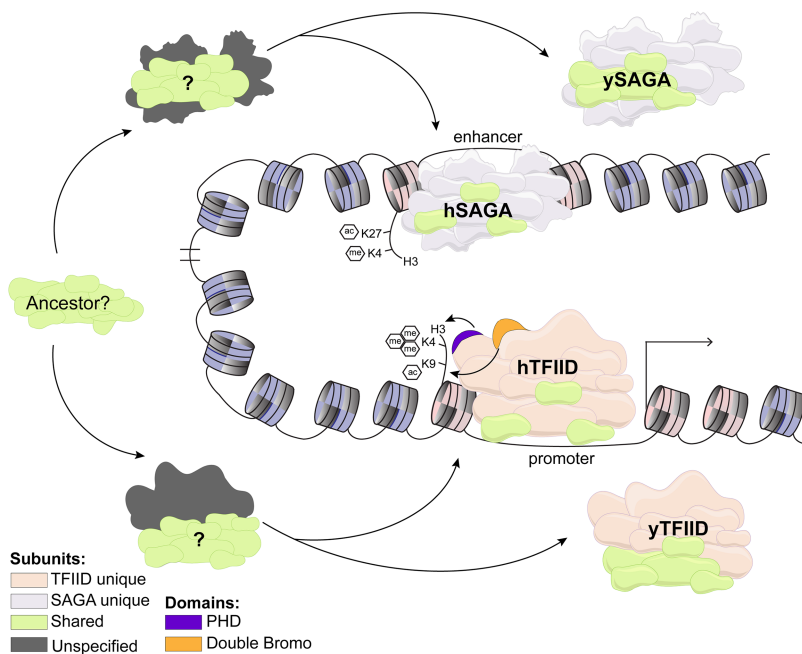 ?
ySAGA
enhancer
hSAGA
ac K27
me K4
H3
Ancestor?
H3
me
me K4
me
K9
ac
hTFIID
promoter
?
yTFIID
Subunits:
TFIID unique
SAGA unique
Shared
Unspecified
Domains:
PHD
Double Bromo